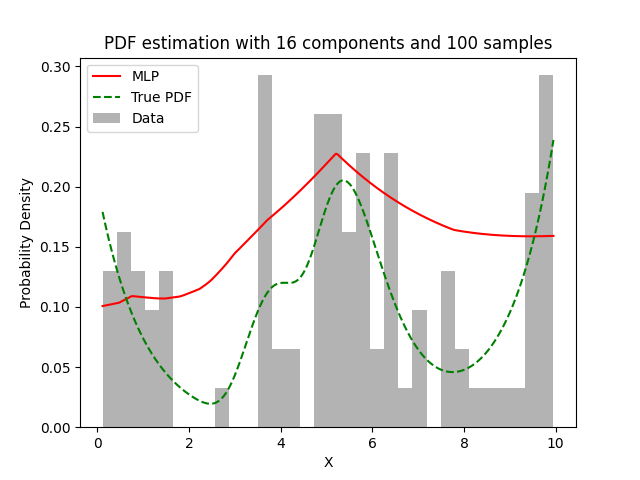 PDF estimation with 16 components and 100 samples
MLP
True PDF
Data
Probability Density
0.30
0.25
0.20
0.15
0.10
0.05
0.00
0 2 4 6 8 10
X